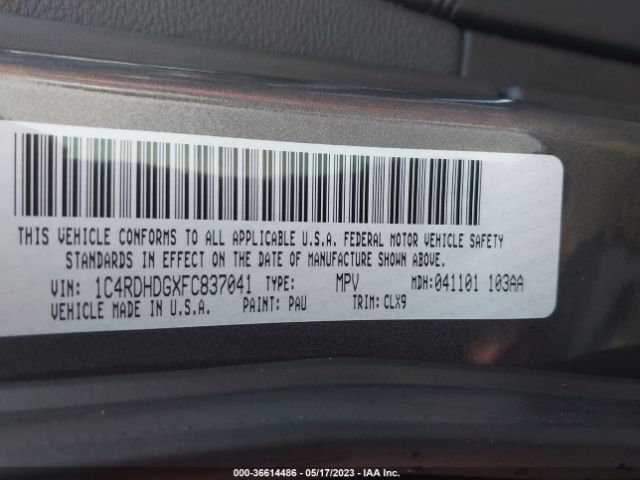 THIS VEHICLE CONFORMS TO ALL APPLICABLE U.S.A. FEDERAL MOTOR VEHICLE SAFETY
STANDARDS IN EFFECT ON THE DATE OF MANUFACTURE SHOWN ABOVE.
VIN: 1C4RDHDGXFC837041 TYPE: MPV MDH:041101 103AA
VEHICLE MADE IN U.S.A. PAINT: PAU TRIM: CLX9
000-36614486 - 05/17/2023 - IAA Inc.